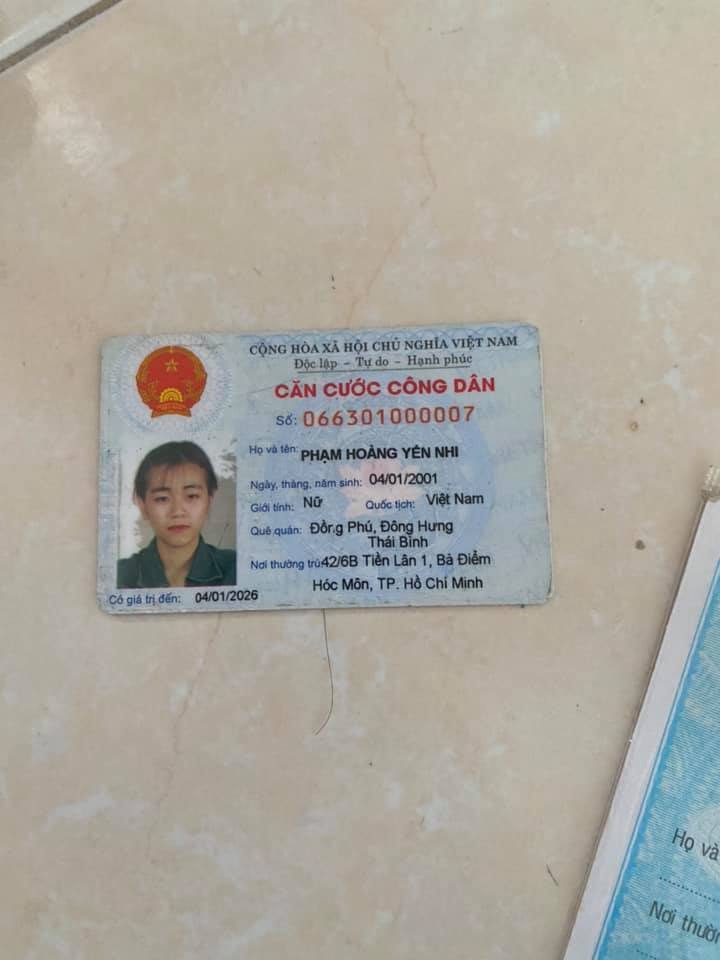 CỘNG HÒA XÃ HỘI CHỦ NGHĨA VIỆT NAM
Độc lập – Tự do – Hạnh phúc
CĂN CƯỚC CÔNG DÂN
Số: 066301000007
Họ và tên: PHẠM HOÀNG YẾN NHI
Ngày, tháng, năm sinh: 04/01/2001
Giới tính: Nữ Quốc tịch: Việt Nam
Quê quán: Đồng Phú, Đông Hưng
Thái Bình
Nơi thường trú: 42/6B Tiền Lân 1, Bà Điểm
Hóc Môn, TP. Hồ Chí Minh
Có giá trị đến: 04/01/2026
Họ và
Nơi thườn